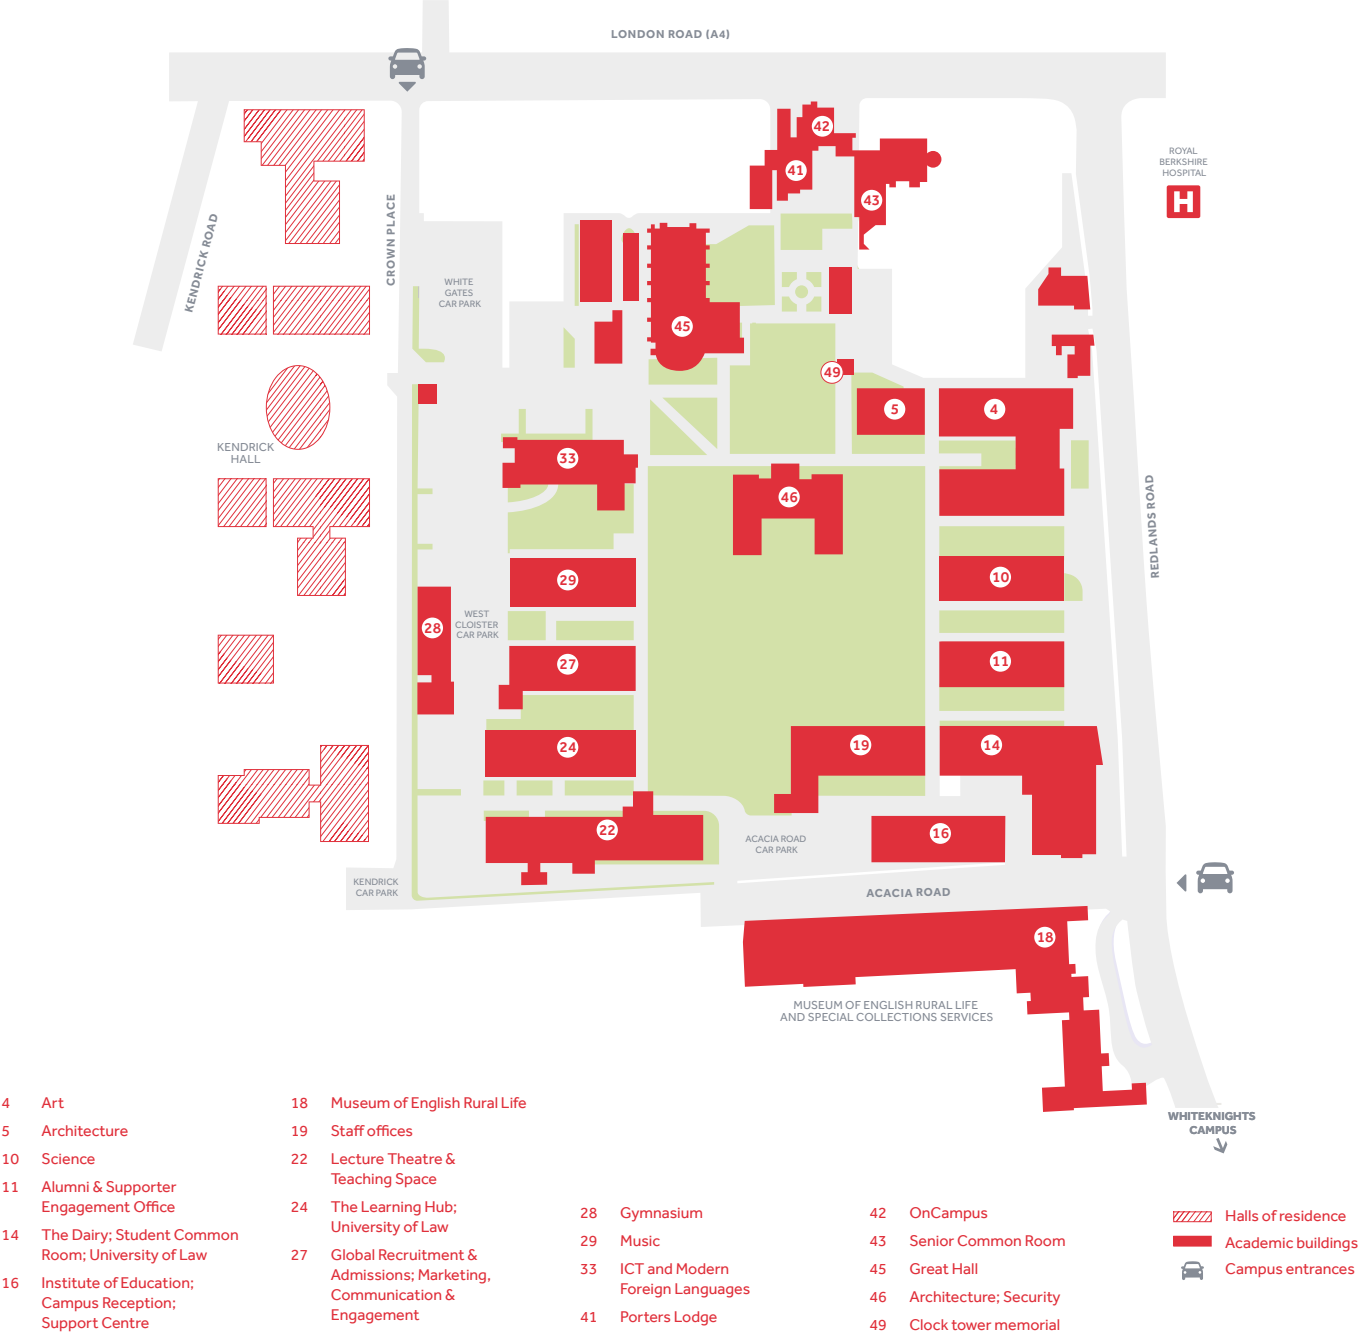 LONDON ROAD (A4)
42
ROYAL
BERKSHIRE
HOSPITAL
41
H
43
KENDRICK ROAD
CROWN PLACE
WHITE
GATES
CAR PARK
45
49
5
4
KENDRICK
HALL
33
46
REDLANDS ROAD
29
10
28
WEST
CLOISTER
CAR PARK
27
11
24
19
14
22
ACACIA ROAD
CAR PARK
16
KENDRICK
CAR PARK
ACACIA ROAD
18
MUSEUM OF ENGLISH RURAL LIFE
AND SPECIAL COLLECTIONS SERVICES
WHITEKNIGHTS
CAMPUS
4 Art
5 Architecture
10 Science
11 Alumni & Supporter
Engagement Office
14 The Dairy; Student Common
Room; University of Law
16 Institute of Education;
Campus Reception;
Support Centre
18 Museum of English Rural Life
19 Staff offices
22 Lecture Theatre &
Teaching Space
24 The Learning Hub;
University of Law
27 Global Recruitment &
Admissions; Marketing,
Communication &
Engagement
28 Gymnasium
29 Music
33 ICT and Modern
Foreign Languages
41 Porters Lodge
42 OnCampus
43 Senior Common Room
45 Great Hall
46 Architecture; Security
49 Clock tower memorial
Halls of residence
Academic buildings
Campus entrances